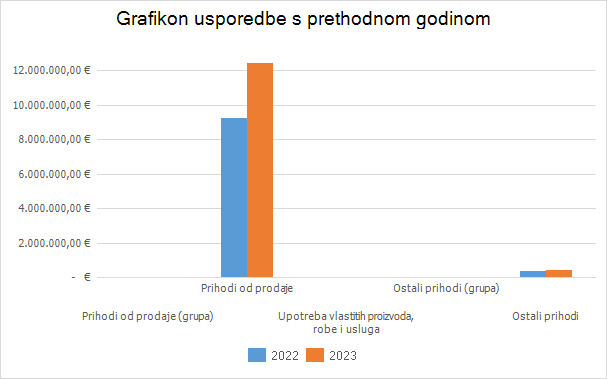 Grafikon usporedbe s prethodnom godinom
12.000.000,00 €
10.000.000,00 €
8.000.000,00 €
6.000.000,00 €
4.000.000,00 €
2.000.000,00 €
- €
Prihodi od prodaje
Ostali prihodi (grupa)
Prihodi od prodaje (grupa)
Upotreba vlastitih proizvoda,
robe i usluga
Ostali prihodi
2022
2023